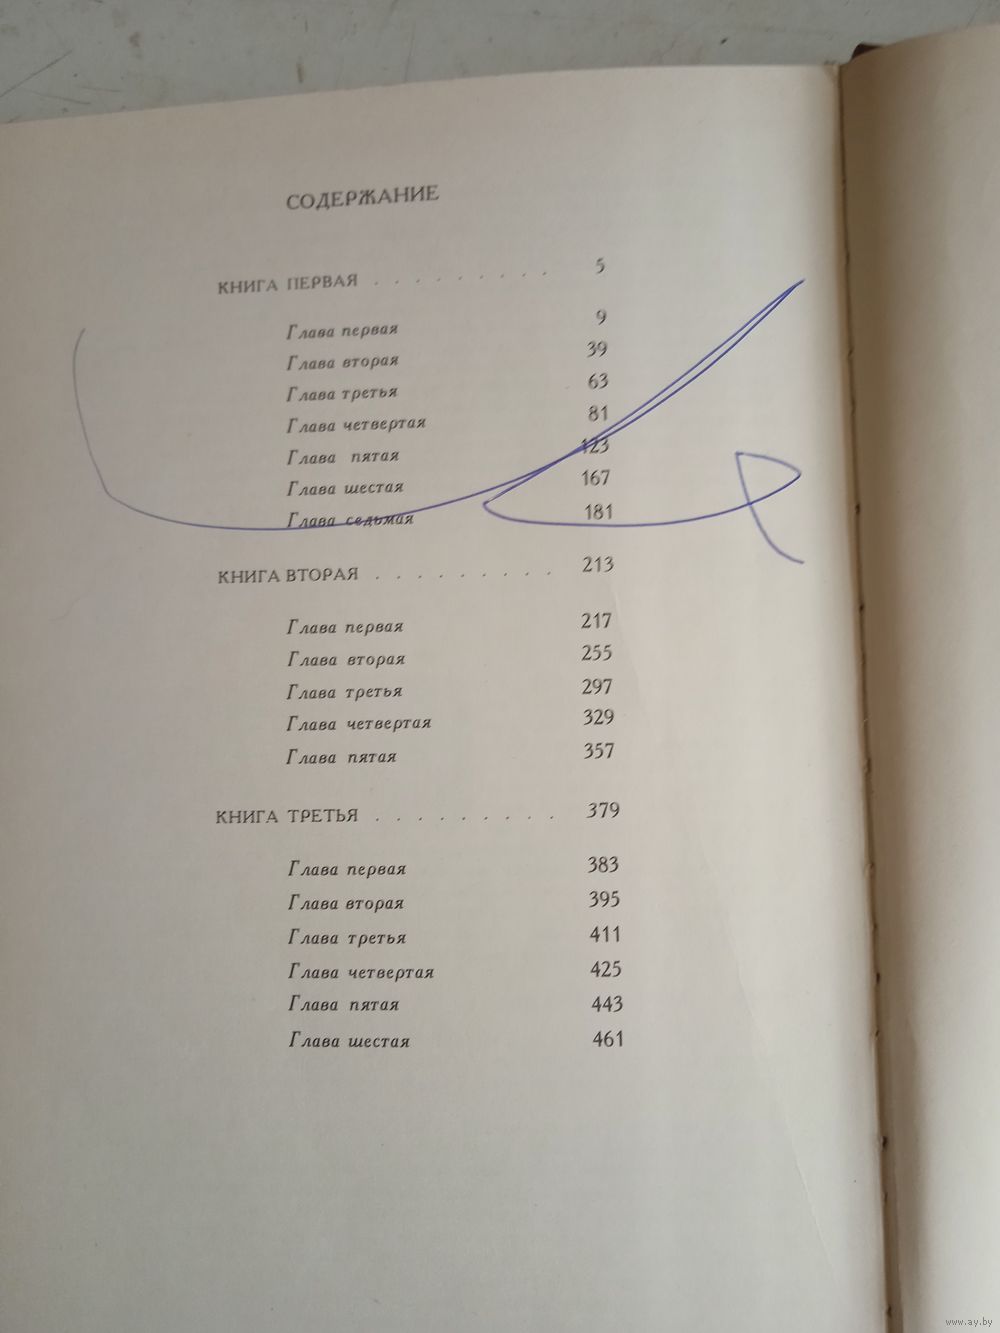 СОДЕРЖАНИЕ
КНИГА ПЕРВАЯ . . . . . . . . . 5
Глава первая 9
Глава вторая 39
Глава третья 63
Глава четвертая 81
Глава пятая 123
Глава шестая 167
Глава седьмая 181
КНИГА ВТОРАЯ . . . . . . . . . 213
Глава первая 217
Глава вторая 255
Глава третья 297
Глава четвертая 329
Глава пятая 357
КНИГА ТРЕТЬЯ . . . . . . . . . 379
Глава первая 383
Глава вторая 395
Глава третья 411
Глава четвертая 425
Глава пятая 443
Глава шестая 461
www.ay.by